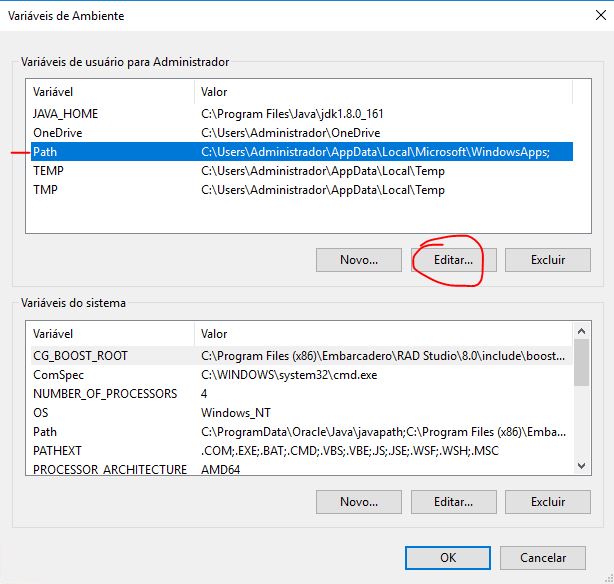 Variáveis de Ambiente
Variáveis de usuário para Administrador
Variável Valor
JAVA_HOME C:\Program Files\Java\jdk1.8.0_161
OneDrive C:\Users\Administrador\OneDrive
Path C:\Users\Administrador\AppData\Local\Microsoft\WindowsApps;
TEMP C:\Users\Administrador\AppData\Local\Temp
TMP C:\Users\Administrador\AppData\Local\Temp
Novo... Editar... Excluir
Variáveis do sistema
Variável Valor
CG_BOOST_ROOT C:\Program Files (x86)\Embarcadero\RAD Studio\8.0\include\boost...
ComSpec C:\WINDOWS\system32\cmd.exe
NUMBER_OF_PROCESSORS 4
OS Windows_NT
Path C:\ProgramData\Oracle\Java\javapath;C:\Program Files (x86)\Emba...
PATHEXT .COM;.EXE;.BAT;.CMD;.VBS;.VBE;.JS;.JSE;.WSF;.WSH;.MSC
PROCESSOR_ARCHITECTURE AMD64
Novo... Editar... Excluir
OK Cancelar